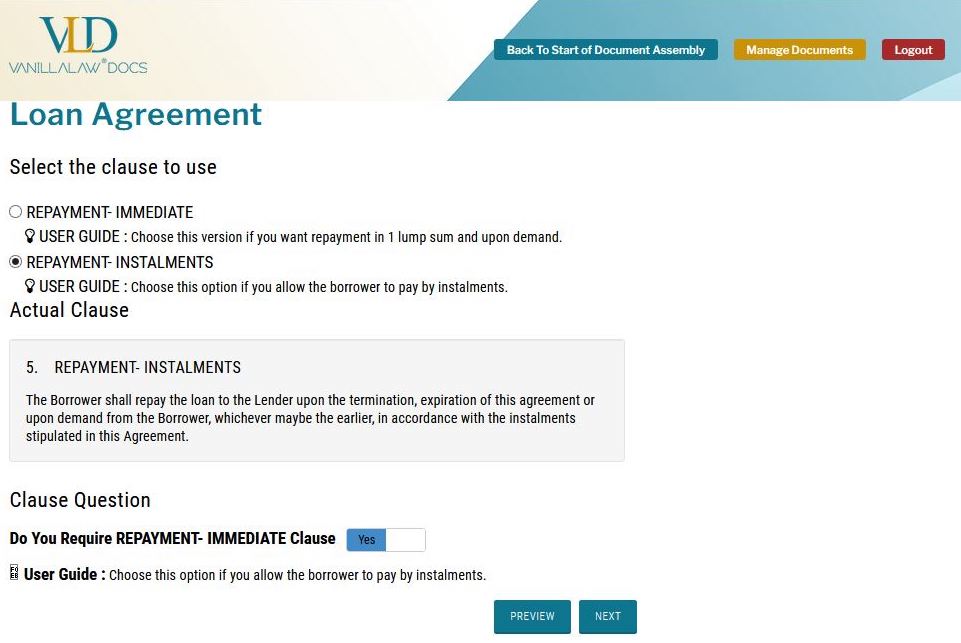 VLD
VANILLALAW® DOCS
Back To Start of Document Assembly
Manage Documents
Logout
Loan Agreement
Select the clause to use
REPAYMENT- IMMEDIATE
USER GUIDE : Choose this version if you want repayment in 1 lump sum and upon demand.
REPAYMENT- INSTALMENTS
USER GUIDE : Choose this option if you allow the borrower to pay by instalments.
Actual Clause
5. REPAYMENT- INSTALMENTS
The Borrower shall repay the loan to the Lender upon the termination, expiration of this agreement or
upon demand from the Borrower, whichever maybe the earlier, in accordance with the instalments
stipulated in this Agreement.
Clause Question
Do You Require REPAYMENT- IMMEDIATE Clause Yes
User Guide : Choose this option if you allow the borrower to pay by instalments.
PREVIEW
NEXT